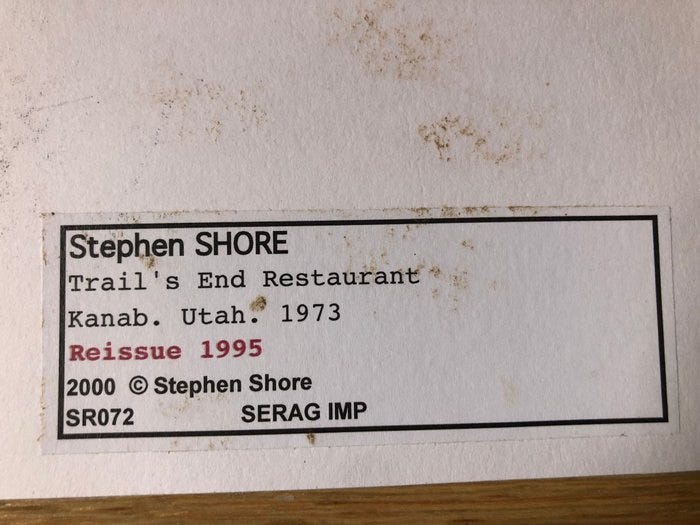 Stephen SHORE
Trail's End Restaurant
Kanab. Utah. 1973
Reissue 1995
2000 © Stephen Shore
SR072 SERAG IMP